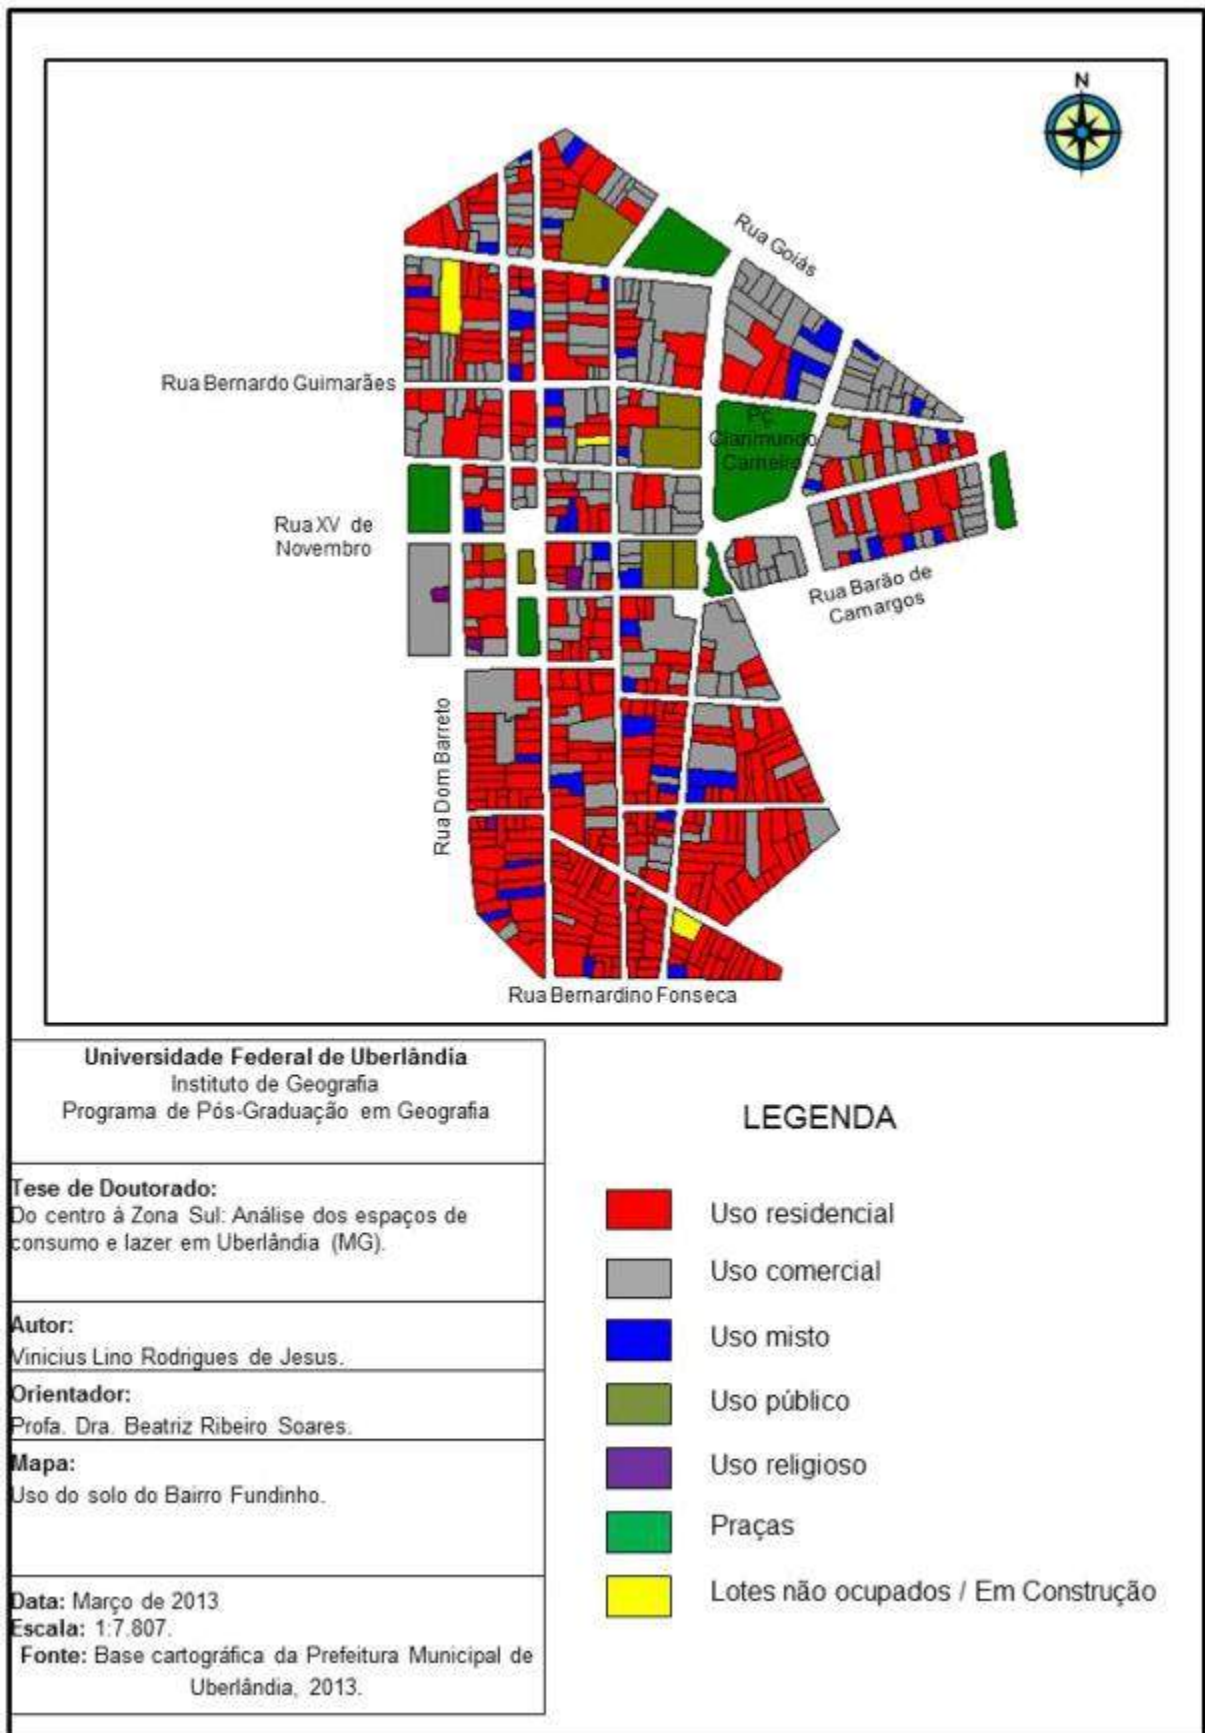 N
Rua Goiás
Rua Bernardo Guimarães
Pç.
Clarimundo
Carneiro
Rua XV de
Novembro
Rua Barão de
Camargos
Rua Dom Barreto
Rua Bernardino Fonseca
Universidade Federal de Uberlândia
Instituto de Geografia
Programa de Pós-Graduação em Geografia
Tese de Doutorado:
Do centro à Zona Sul: Análise dos espaços de
consumo e lazer em Uberlândia (MG).
Autor:
Vinicius Lino Rodrigues de Jesus.
Orientador:
Profa. Dra. Beatriz Ribeiro Soares.
Mapa:
Uso do solo do Bairro Fundinho.
Data: Março de 2013
Escala: 1:7.807.
Fonte: Base cartográfica da Prefeitura Municipal de
Uberlândia, 2013.
LEGENDA
Uso residencial
Uso comercial
Uso misto
Uso público
Uso religioso
Praças
Lotes não ocupados / Em Construção